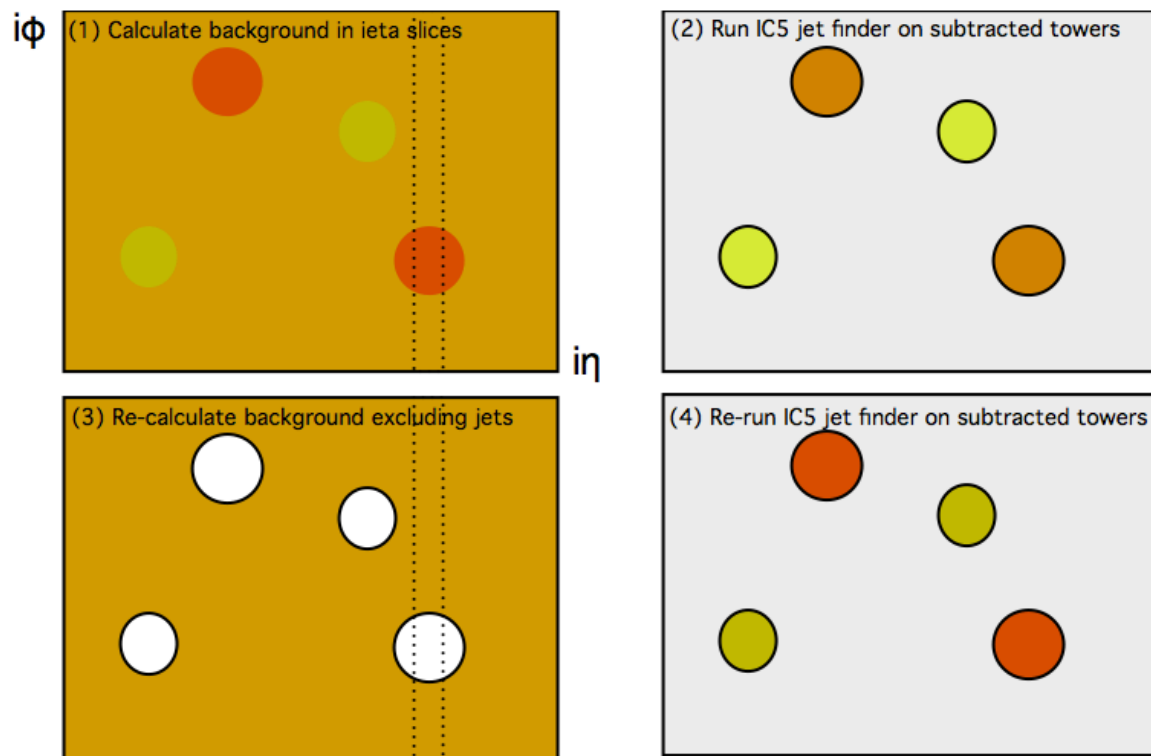 iϕ
(1) Calculate background in ieta slices
(2) Run IC5 jet finder on subtracted towers
iη
(3) Re-calculate background excluding jets
(4) Re-run IC5 jet finder on subtracted towers